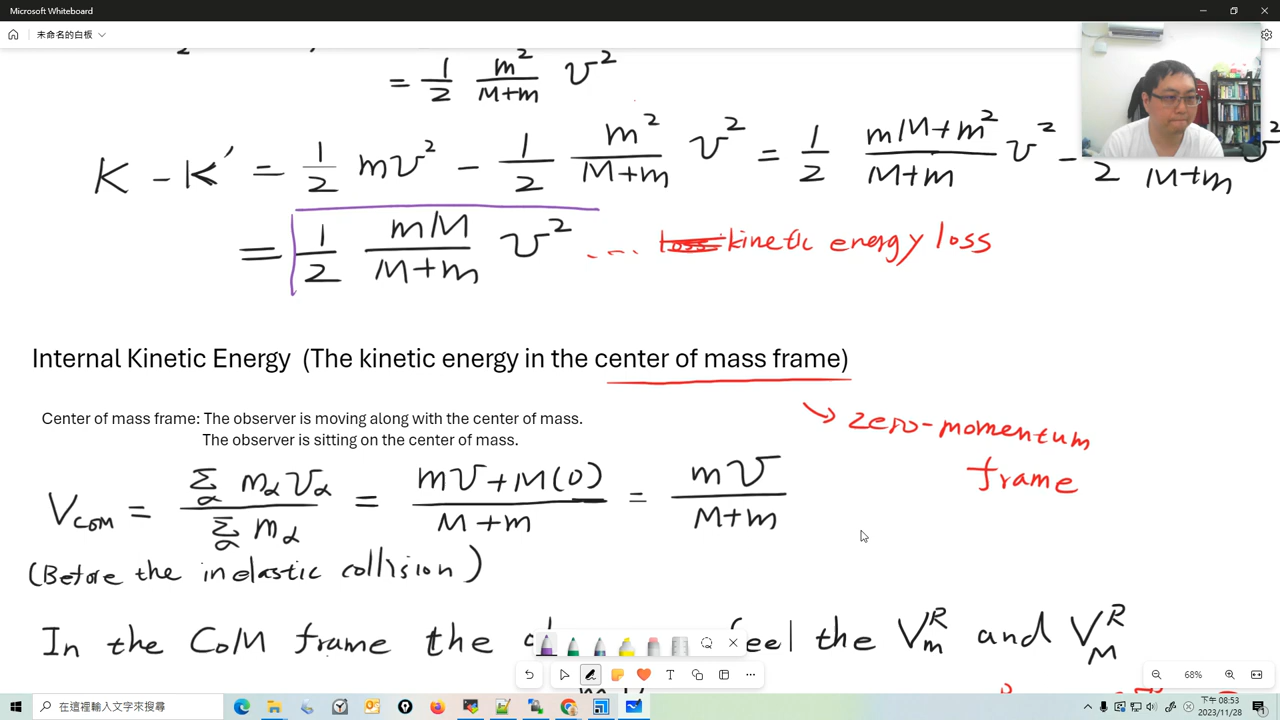 Microsoft Whiteboard
未命名的白板
= 1/2 m²/(M+m) v²
K - K' = 1/2 mv² - 1/2 m²/(M+m) v² = 1/2 (mM+m²)/(M+m) v² -
= 1/2 mM/(M+m) v² ... kinetic energy loss
Internal Kinetic Energy (The kinetic energy in the center of mass frame)
Center of mass frame: The observer is moving along with the center of mass.
The observer is sitting on the center of mass.
zero-momentum
frame
V_COM = Σ_α m_α v_α / Σ_α m_α = (mv + M(0))/(M+m) = mv/(M+m)
(Before the inelastic collision)
In the CoM frame the feel the V_m^R and V_M^R
68%
在這裡輸入文字來搜尋
下午 08:53
2023/11/28